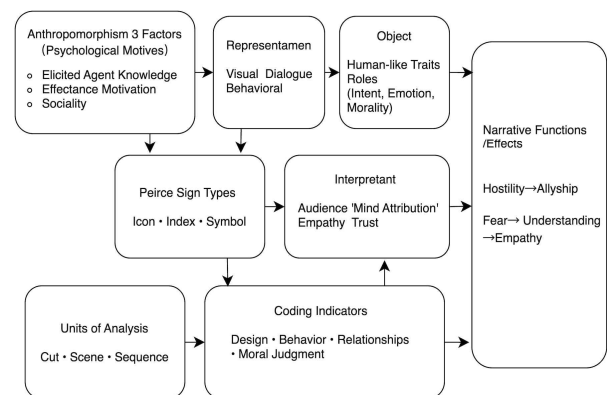 Anthropomorphism 3 Factors
(Psychological Motives)
Elicited Agent Knowledge
Effectance Motivation
Sociality
Representamen
Visual Dialogue
Behavioral
Object
Human-like Traits
Roles
(Intent, Emotion,
Morality)
Narrative Functions
/Effects
Hostility→Allyship
Fear→ Understanding
→Empathy
Peirce Sign Types
Icon • Index • Symbol
Interpretant
Audience 'Mind Attribution'
Empathy Trust
Units of Analysis
Cut • Scene • Sequence
Coding Indicators
Design • Behavior • Relationships
• Moral Judgment